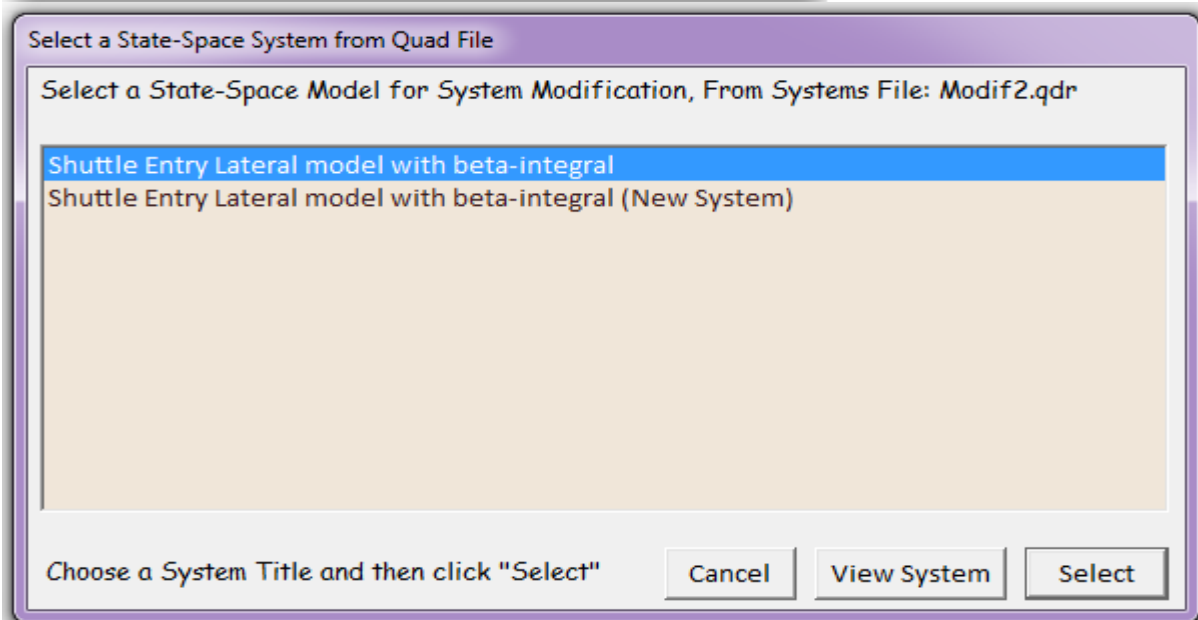 Select a State-Space System from Quad File
Select a State-Space Model for System Modification, From Systems File: Modif2.qdr
Shuttle Entry Lateral model with beta-integral
Shuttle Entry Lateral model with beta-integral (New System)
Choose a System Title and then click "Select" Cancel View System Select